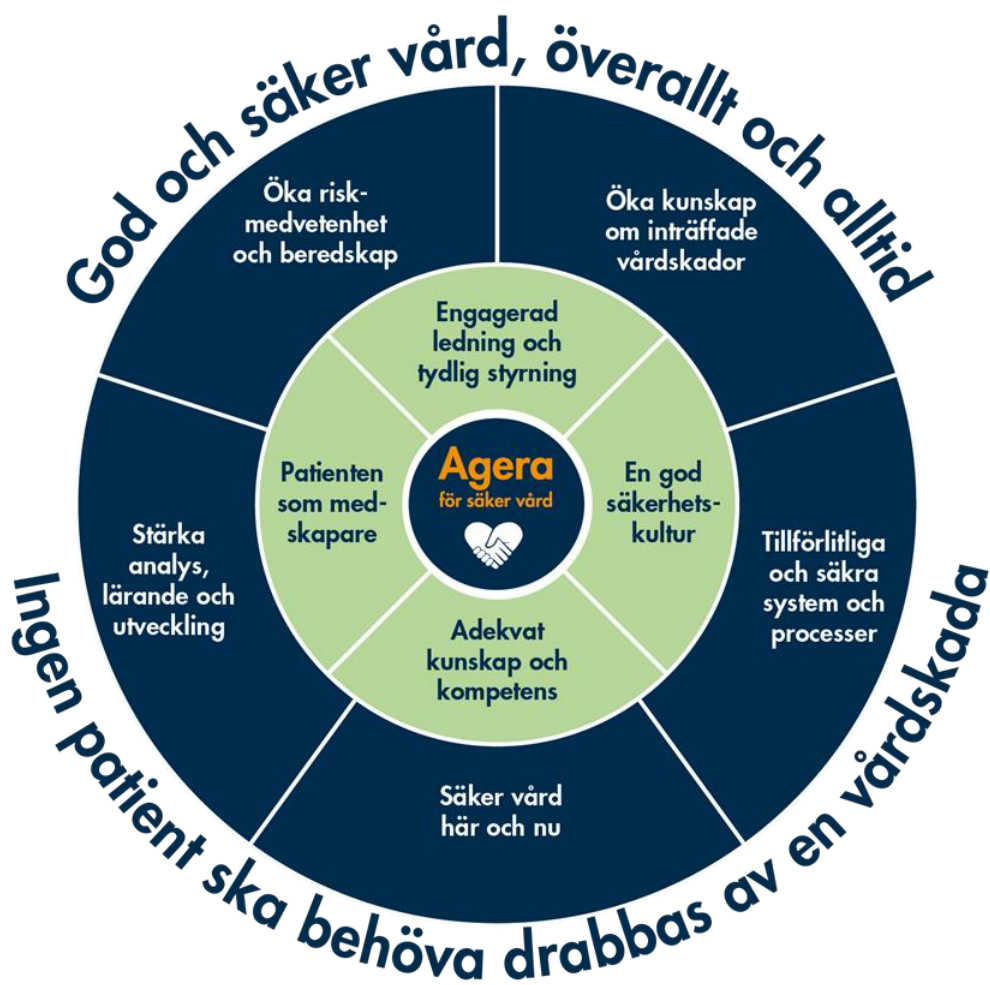 God och säker vård, överallt och alltid
Öka risk-
medvetenhet
och beredskap
Öka kunskap
om inträffade
vårdskador
Engagerad
ledning och
tydlig styrning
Patienten
som med-
skapare
Agera
för säker vård
En god
säkerhets-
kultur
Stärka
analys,
lärande och
utveckling
Tillförlitliga
och säkra
system och
processer
Adekvat
kunskap och
kompetens
Säker vård
här och nu
Ingen patient ska behöva drabbas av en vårdskada